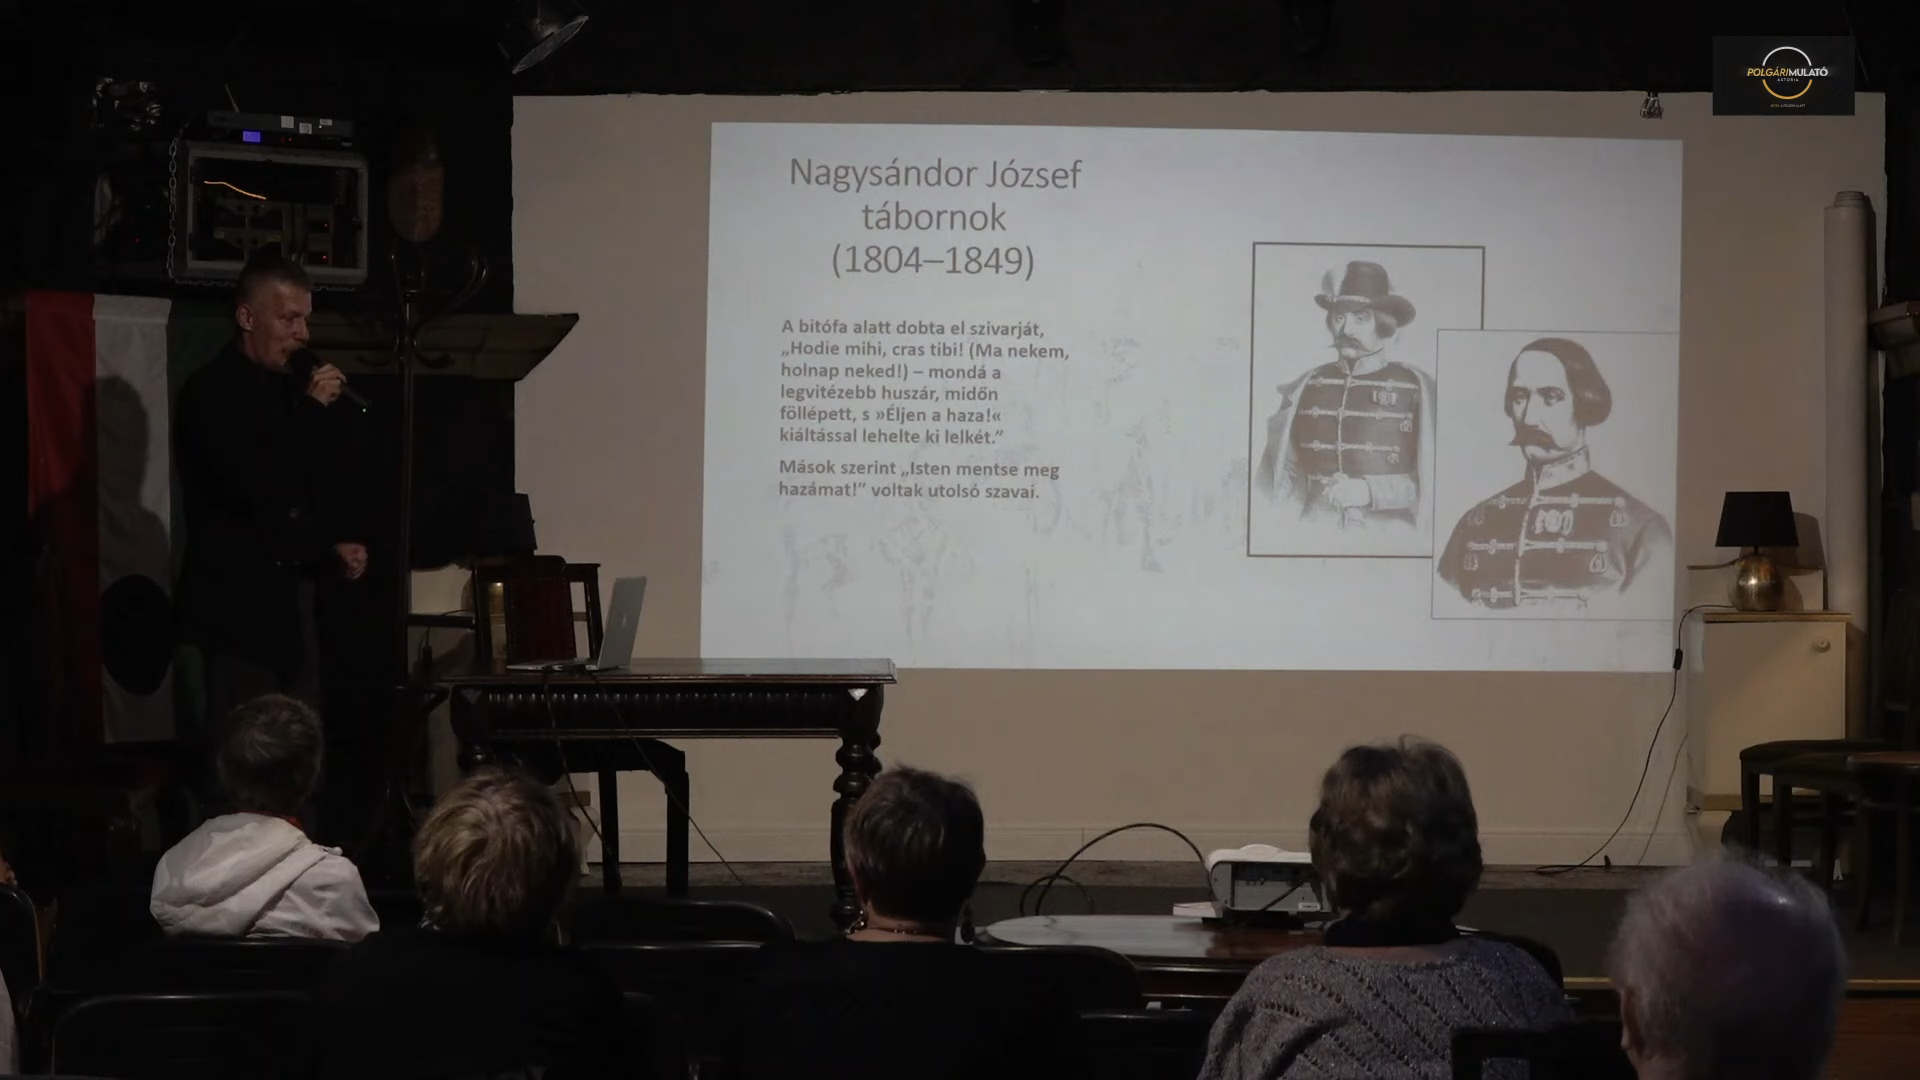 POLGÁRIMULATÓ
ASTORIA
Nagysándor József
tábornok
(1804–1849)
A bitófa alatt dobta el szivarját,
„Hodie mihi, cras tibi! (Ma nekem,
holnap neked!) – mondá a
legvitézebb huszár, midőn
föllépett, s »Éljen a haza!«
kiáltással lehelte ki lelkét.”
Mások szerint „Isten mentse meg
hazámat!” voltak utolsó szavai.